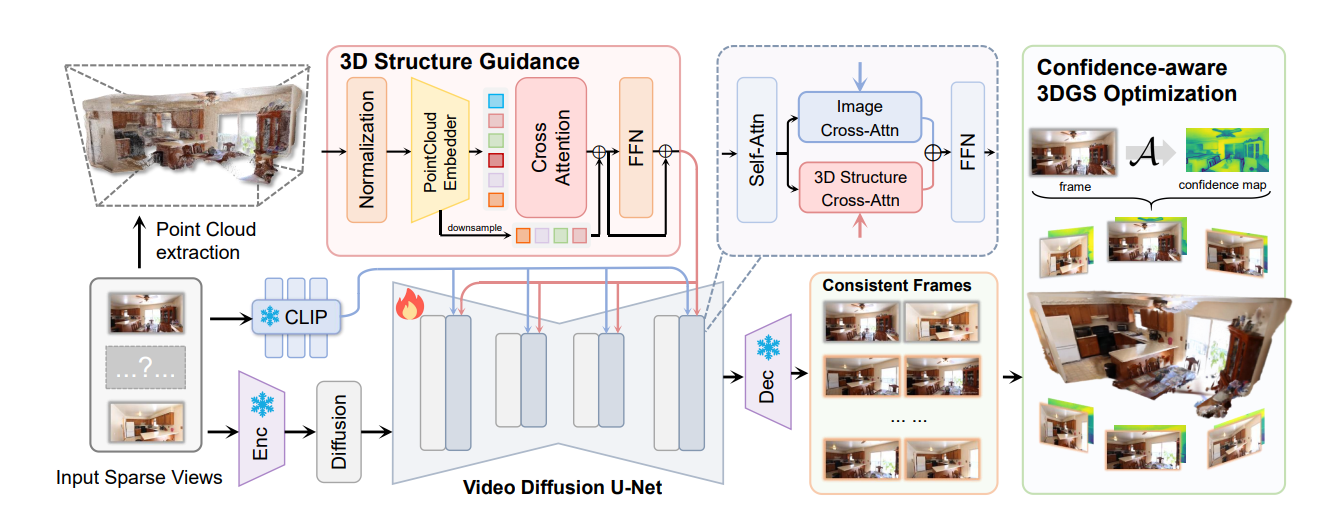 3D Structure Guidance
Normalization
PointCloud
Embedder
downsample
Cross
Attention
FFN
Self-Attn
Image
Cross-Attn
3D Structure
Cross-Attn
FFN
Confidence-aware
3DGS Optimization
A
frame
confidence map
Point Cloud
extraction
...?...
Input Sparse Views
CLIP
Enc
Diffusion
Video Diffusion U-Net
Dec
Consistent Frames
... ...